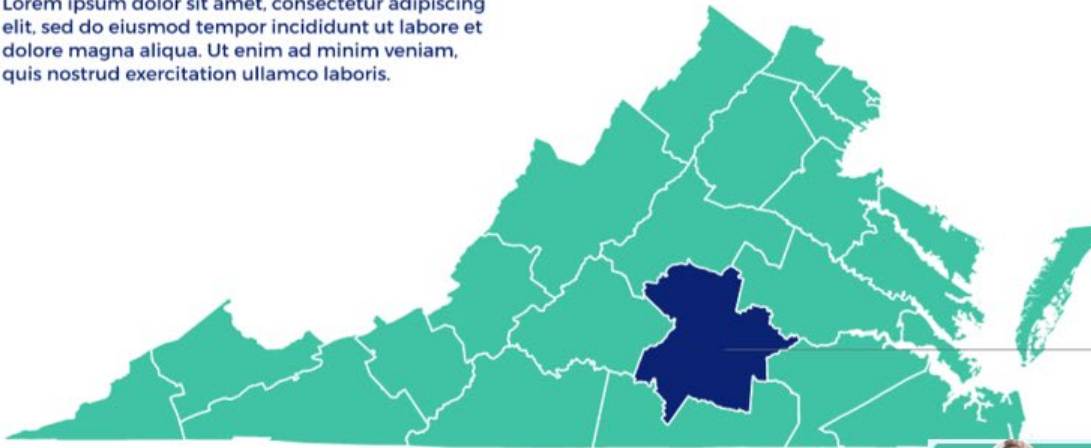 Lorem ipsum dolor sit amet, consectetur adipiscing
elit, sed do eiusmod tempor incididunt ut labore et
dolore magna aliqua. Ut enim ad minim veniam,
quis nostrud exercitation ullamco laboris.